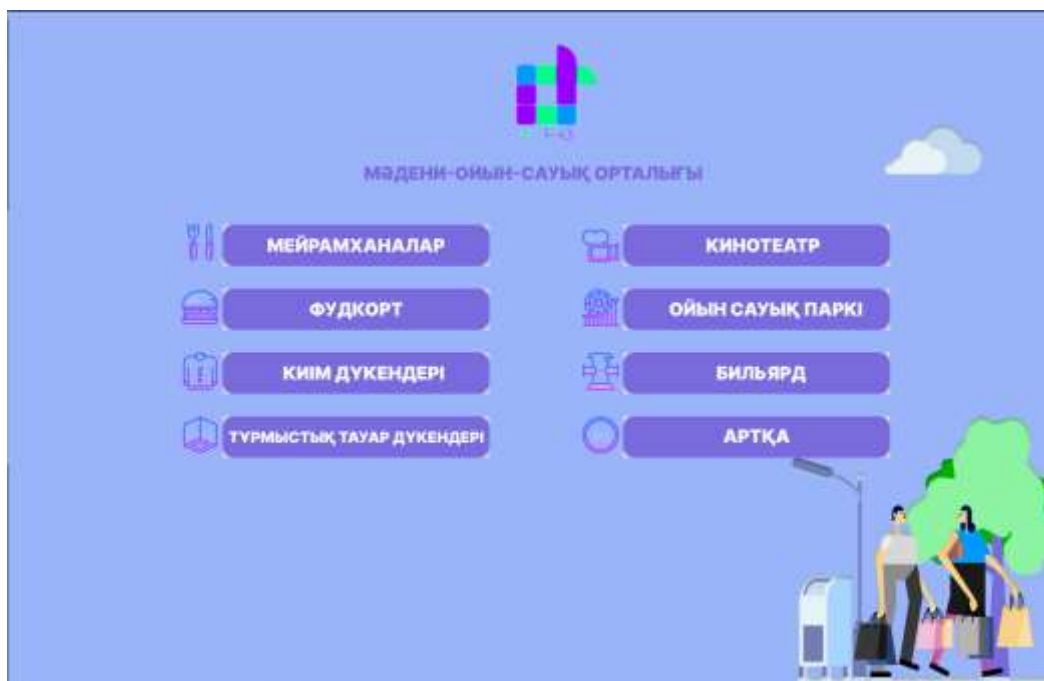 МӘДЕНИ-ОЙЫН-САУЫҚ ОРТАЛЫҒЫ
МЕЙРАМХАНАЛАР
ФУДКОРТ
КИІМ ДҮКЕНДЕРІ
ТҰРМЫСТЫҚ ТАУАР ДҮКЕНДЕРІ
КИНОТЕАТР
ОЙЫН САУЫҚ ПАРКІ
БИЛЬЯРД
АРТҚА